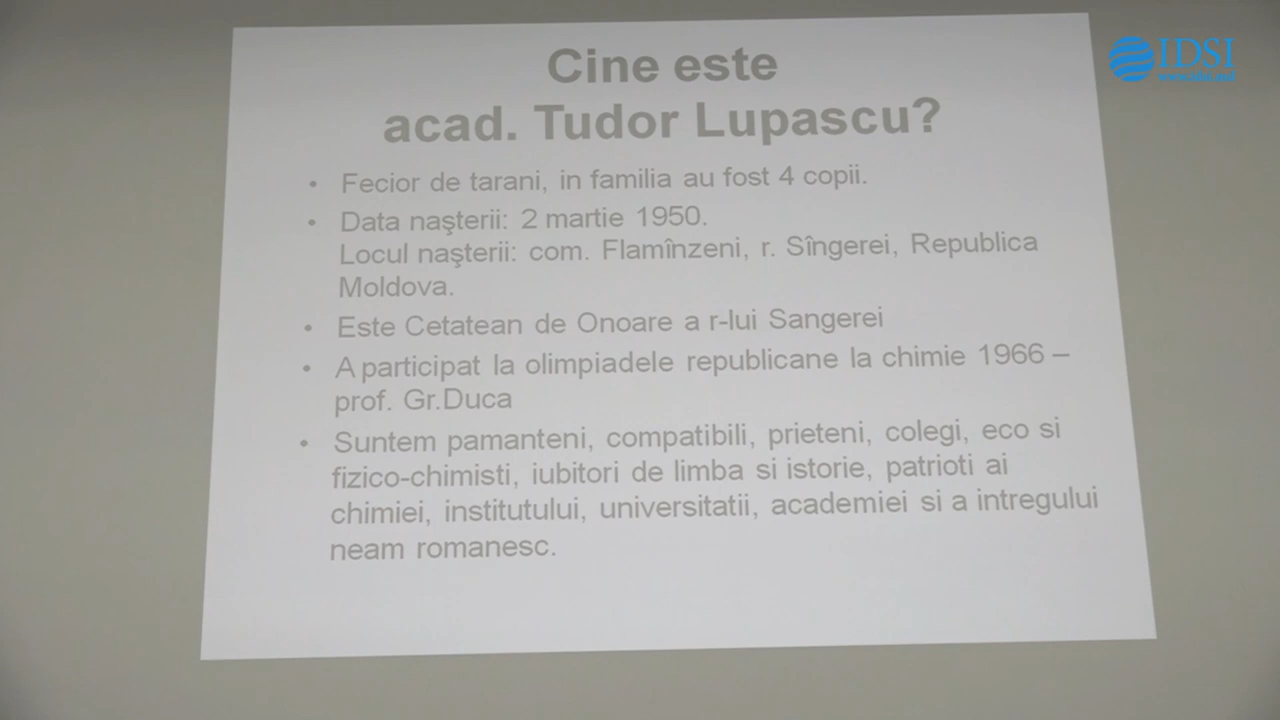 Cine este
acad. Tudor Lupascu?
• Fecior de tarani, in familia au fost 4 copii.
• Data naşterii: 2 martie 1950.
Locul naşterii: com. Flamînzeni, r. Sîngerei, Republica
Moldova.
• Este Cetatean de Onoare a r-lui Sangerei
• A participat la olimpiadele republicane la chimie 1966 –
prof. Gr.Duca
• Suntem pamanteni, compatibili, prieteni, colegi, eco si
fizico-chimisti, iubitori de limba si istorie, patrioti ai
chimiei, institutului, universitatii, academiei si a intregului
neam romanesc.
IDSI
www.idsi.md